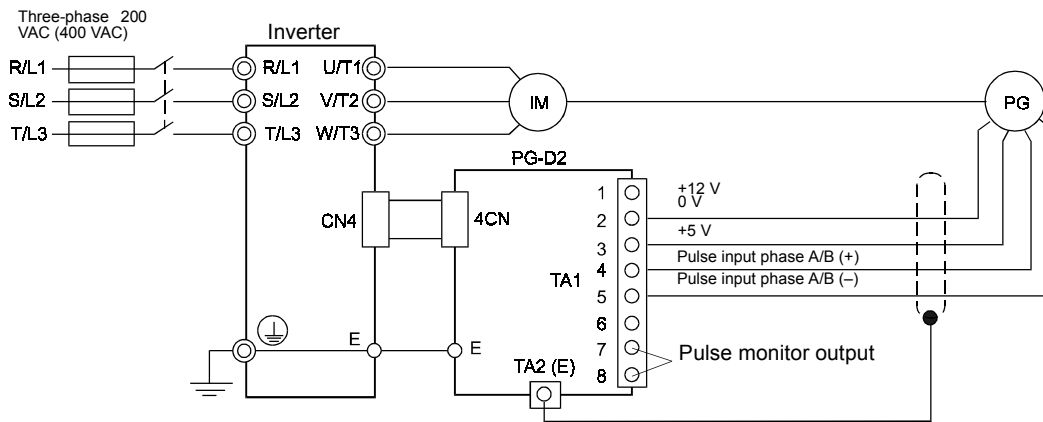 Three-phase 200
VAC (400 VAC)
Inverter
R/L1 R/L1 U/T1
S/L2 S/L2 V/T2 IM PG
T/L3 T/L3 W/T3
PG-D2
1 +12 V
2 0 V
CN4 4CN
3 +5 V
4 Pulse input phase A/B (+)
TA1
5 Pulse input phase A/B (–)
6
E E
7
Pulse monitor output
TA2 (E)
8